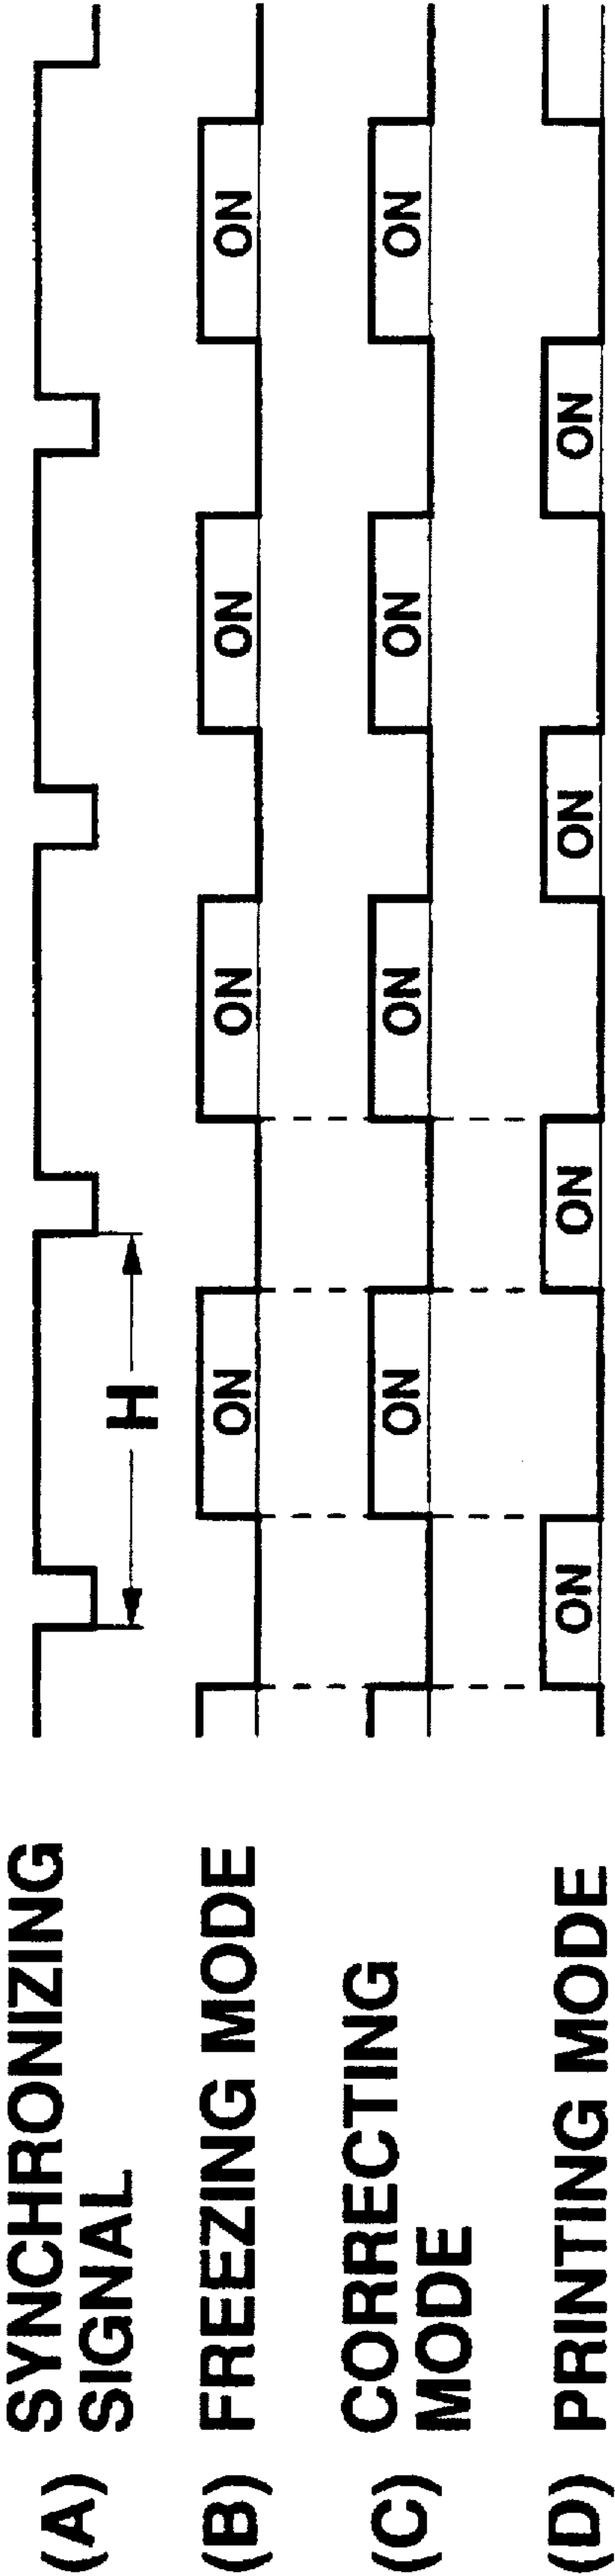 (A) SYNCHRONIZING
SIGNAL
H
(B) FREEZING MODE
ON ON ON ON
(C) CORRECTING
MODE
ON ON ON ON
(D) PRINTING MODE
ON ON ON ON